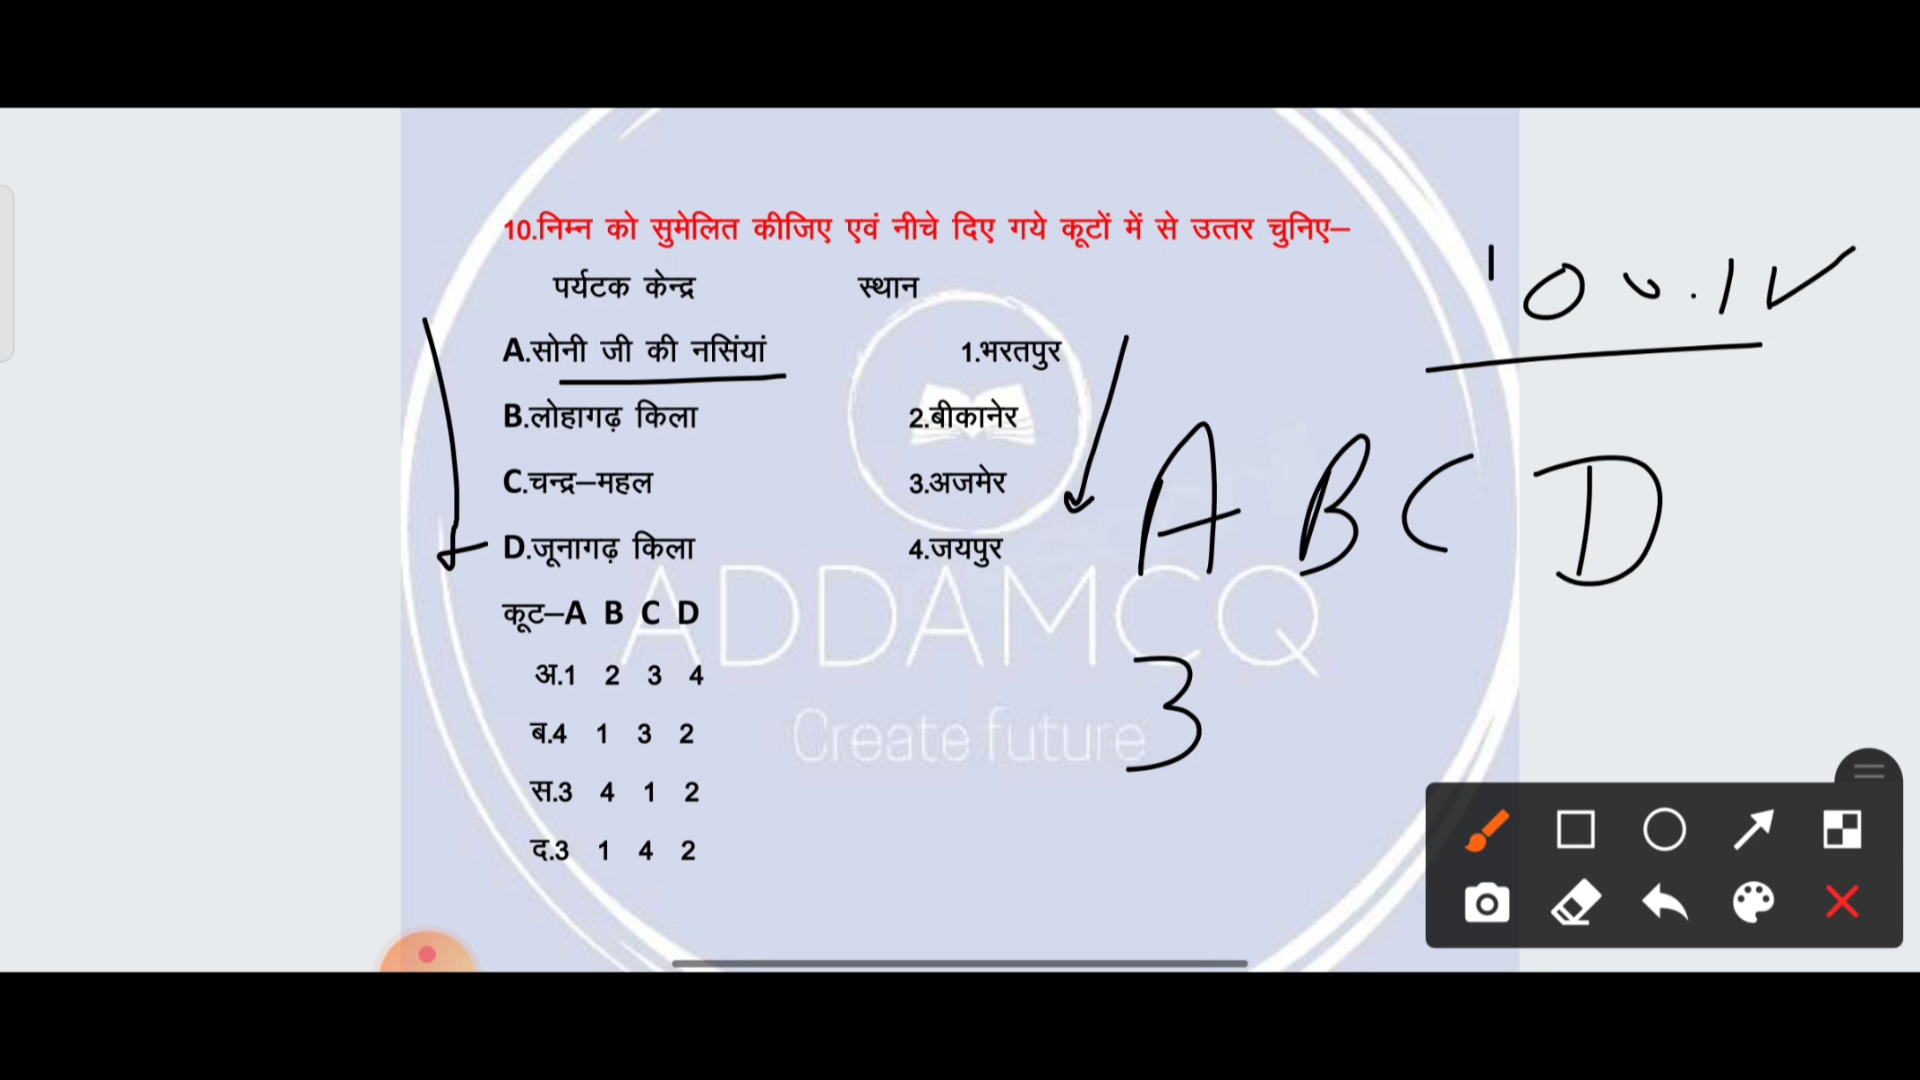 10.निम्न को सुमेलित कीजिए एवं नीचे दिए गये कूटों में से उत्तर चुनिए–
पर्यटक केन्द्र स्थान
A.सोनी जी की नसिंयां 1.भरतपुर
B.लोहागढ़ किला 2.बीकानेर
C.चन्द्र–महल 3.अजमेर
D.जूनागढ़ किला 4.जयपुर
कूट–A B C D
अ.1 2 3 4
ब.4 1 3 2
स.3 4 1 2
द.3 1 4 2
A B C D
3
ADDAMCQ
Create future